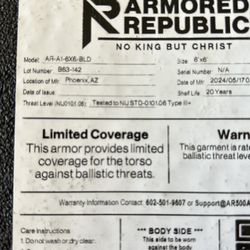 ARMORED
REPUBLIC
NO KING BUT CHRIST
Model: AR-A1-6X6-BLD Size: 6"x6"
Lot Number: B63-142 Serial Number: N/A
Location of Mfr: Phoenix, AZ Date of Mfr: 2024/05/17
Date of Issue: Shelf Life: 20 Years
Threat Level (NIJ0101.06): Tested to NIJ STD-0101.06 Type III+
Limited Coverage
This armor provides limited
coverage for the torso
against ballistic threats.
Warn
This garment is rate
ballistic threat leve
Warranty Information Contact: 602-501-9607 or Support@AR500A
Care Instructions:
1. Do not wash or dry clean.
*** BODY SIDE ***
This side to be worn
against the body.